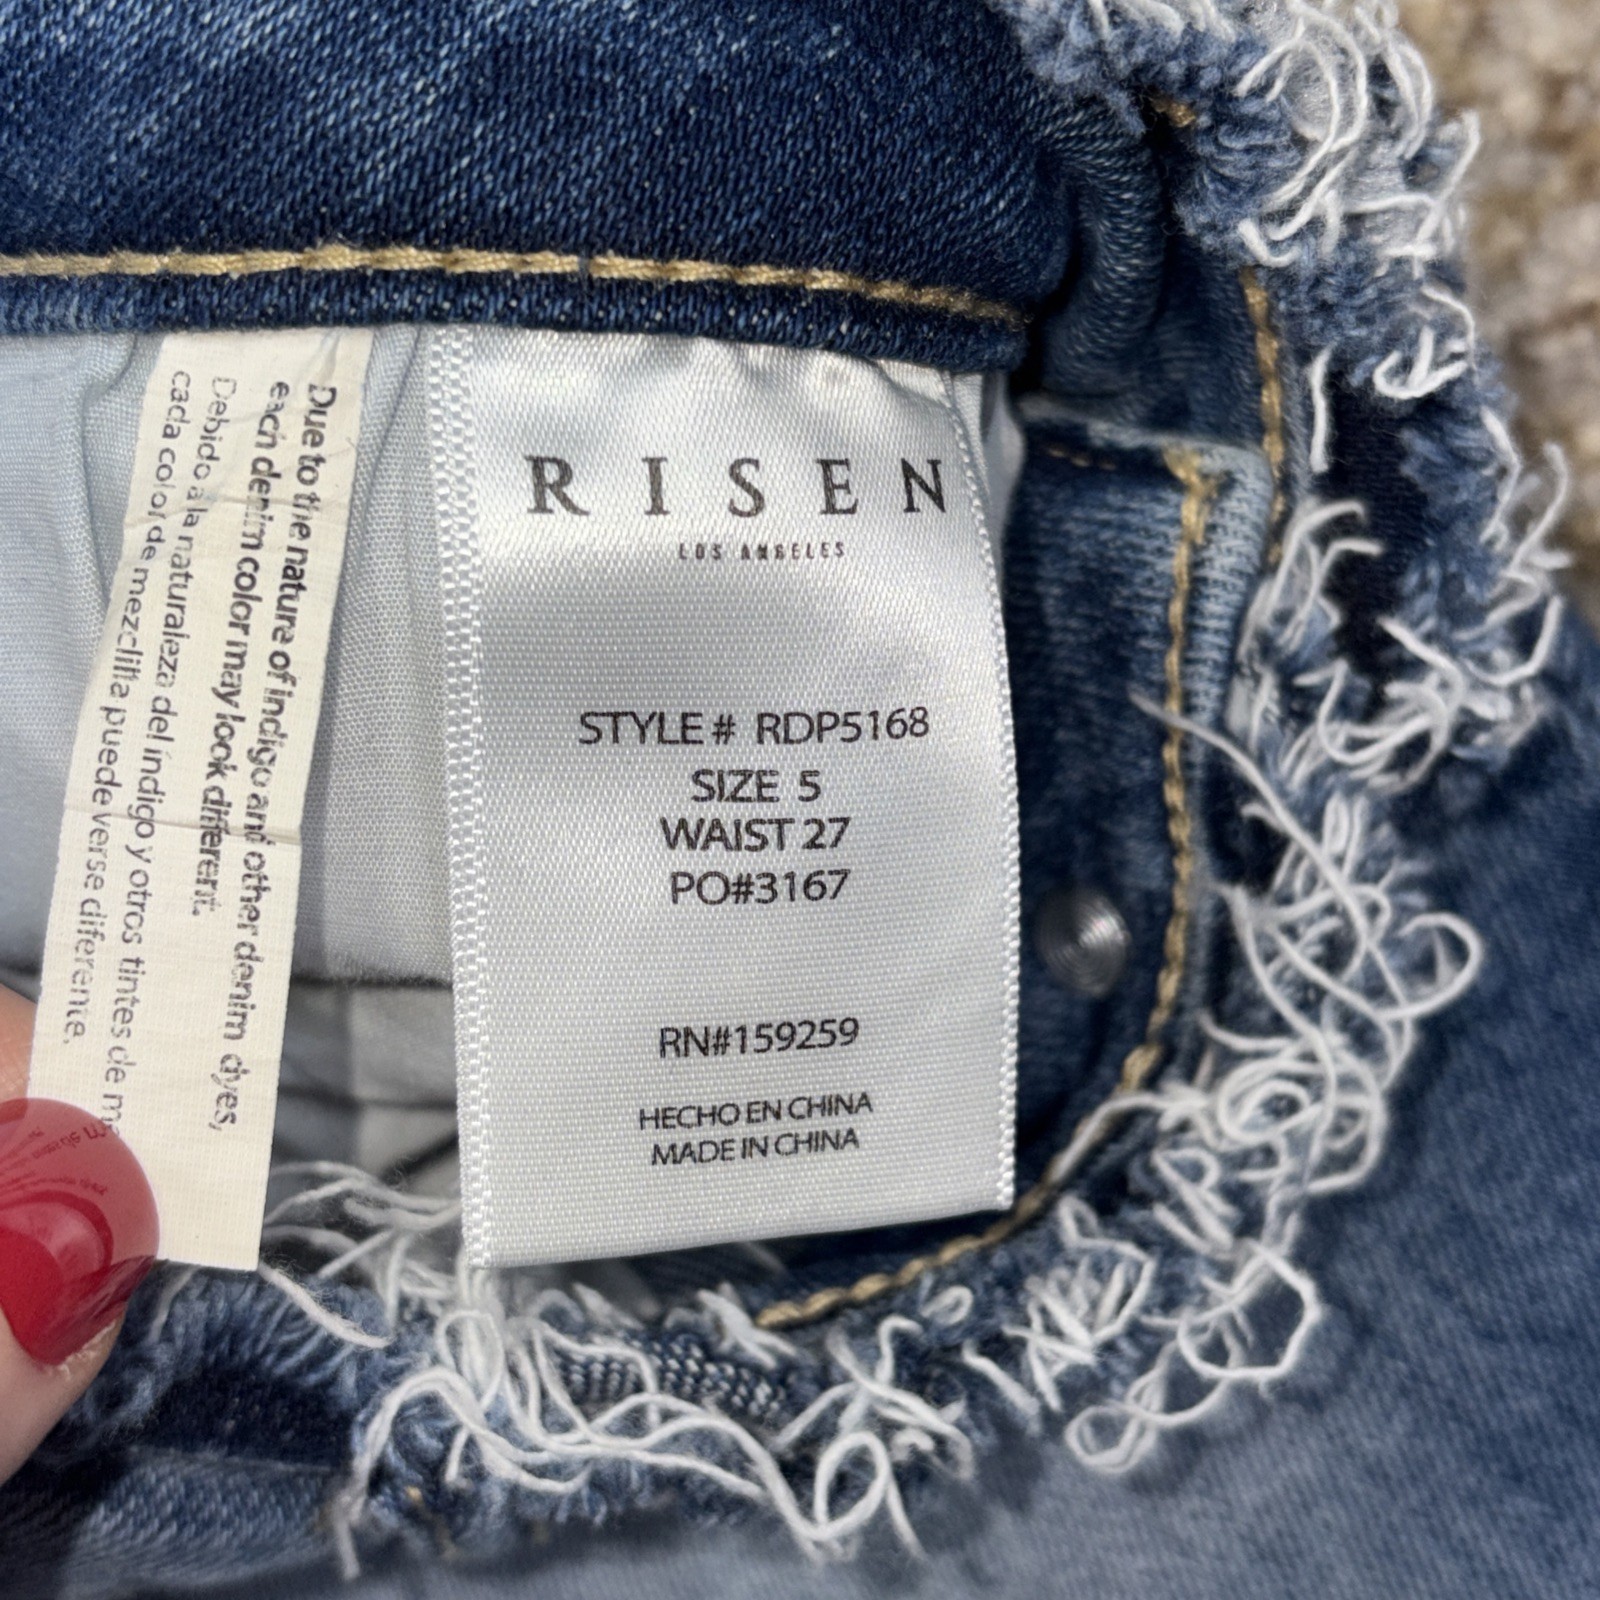 Due to the nature of indigo and other denim dyes,
each denim color may look different.
Debido a la naturaleza del índigo y otros tintes de m
cada color de mezclilla puede verse diferente.
RISEN
LOS ANGELES
STYLE # RDP5168
SIZE 5
WAIST 27
PO#3167
RN#159259
HECHO EN CHINA
MADE IN CHINA